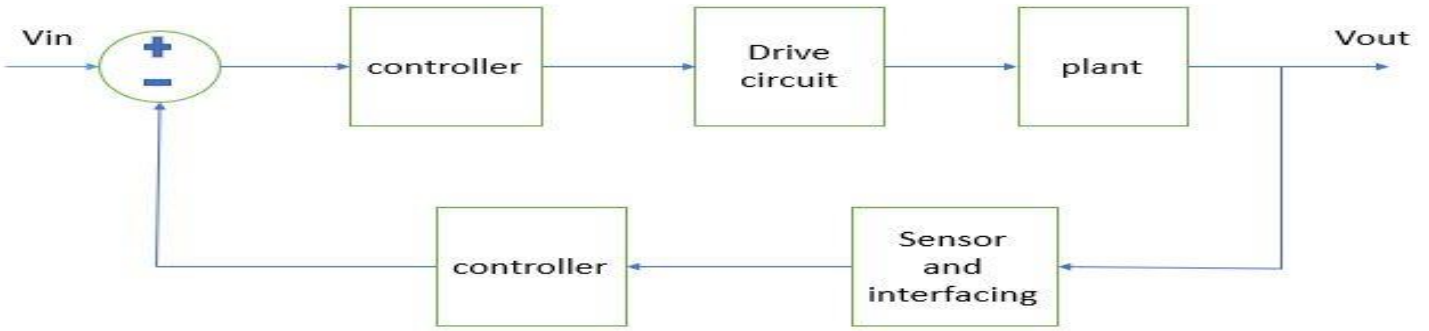 Vin
+
-
controller
Drive
circuit
plant
Vout
controller
Sensor
and
interfacing